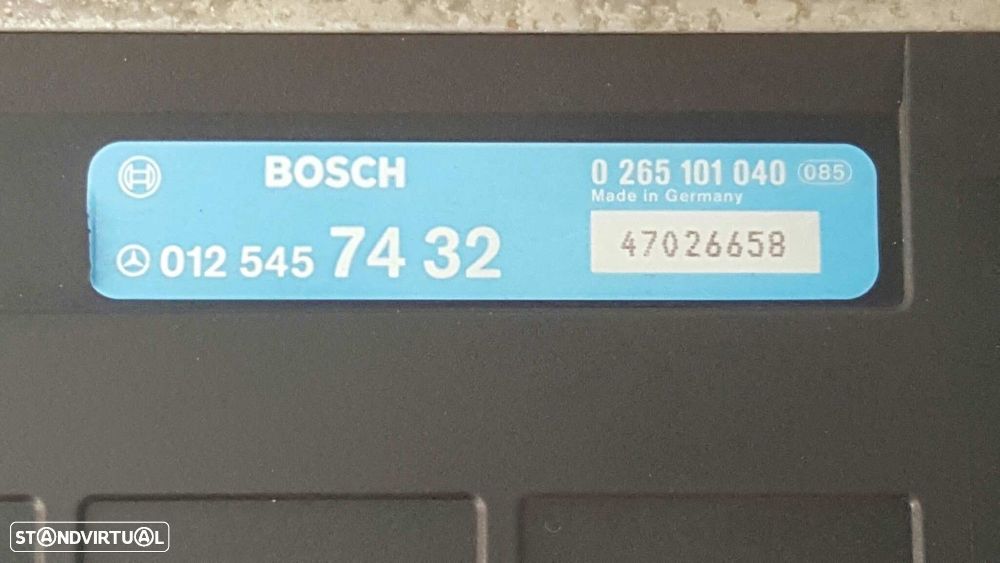 BOSCH
0 265 101 040 085
Made in Germany
012 545 74 32
47026658
STANDVIRTUAL